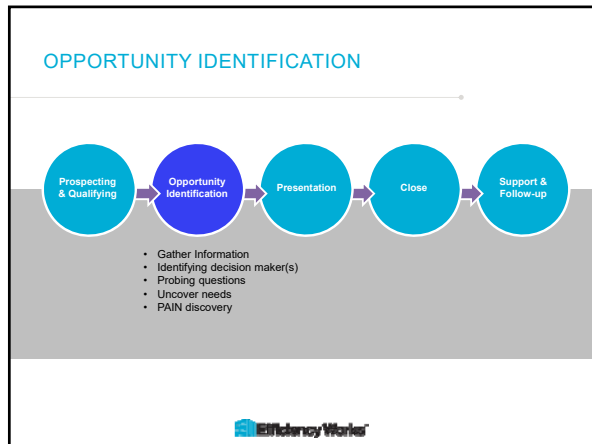 OPPORTUNITY IDENTIFICATION
Prospecting
& Qualifying
Opportunity
Identification
Presentation
Close
Support &
Follow-up
• Gather Information
• Identifying decision maker(s)
• Probing questions
• Uncover needs
• PAIN discovery
Efficiency Works™